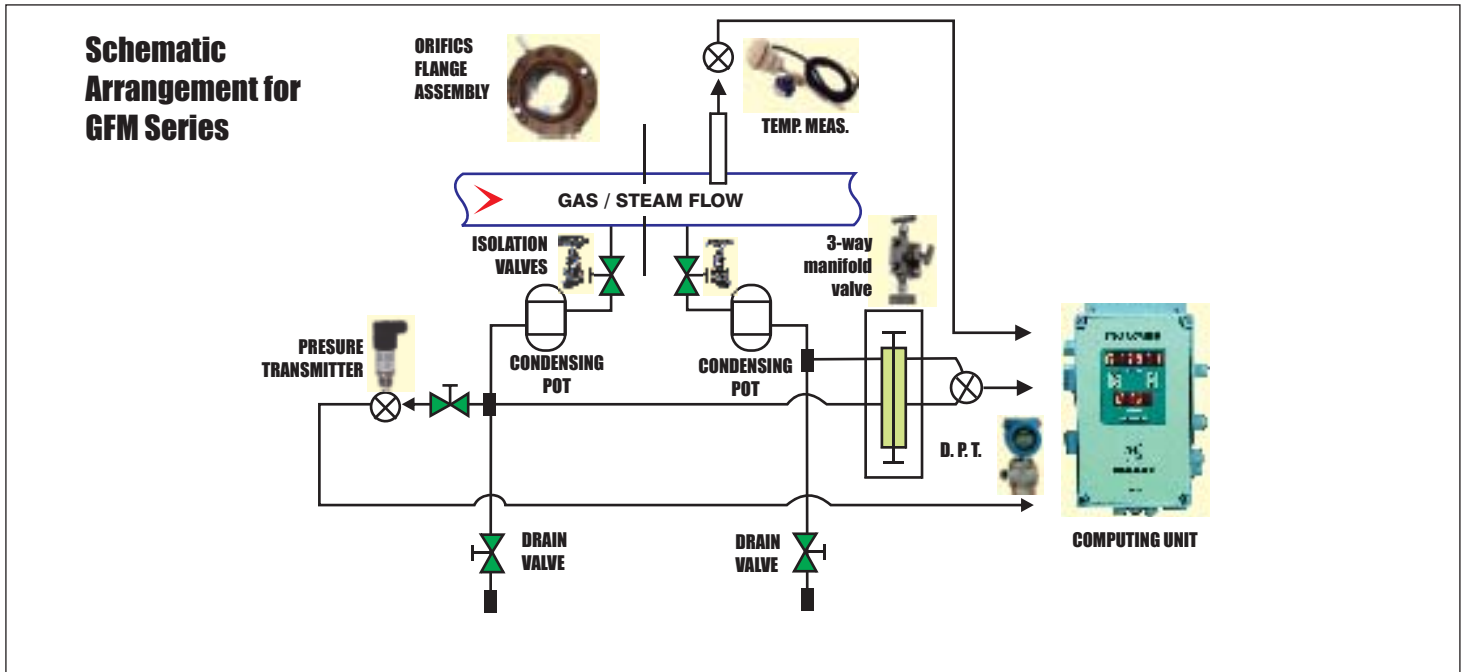 Schematic
Arrangement for
GFM Series
ORIFICS
FLANGE
ASSEMBLY
TEMP. MEAS.
GAS / STEAM FLOW
ISOLATION
VALVES
3-way
manifold
valve
PRESURE
TRANSMITTER
CONDENSING
POT
CONDENSING
POT
D. P. T.
DRAIN
VALVE
DRAIN
VALVE
COMPUTING UNIT